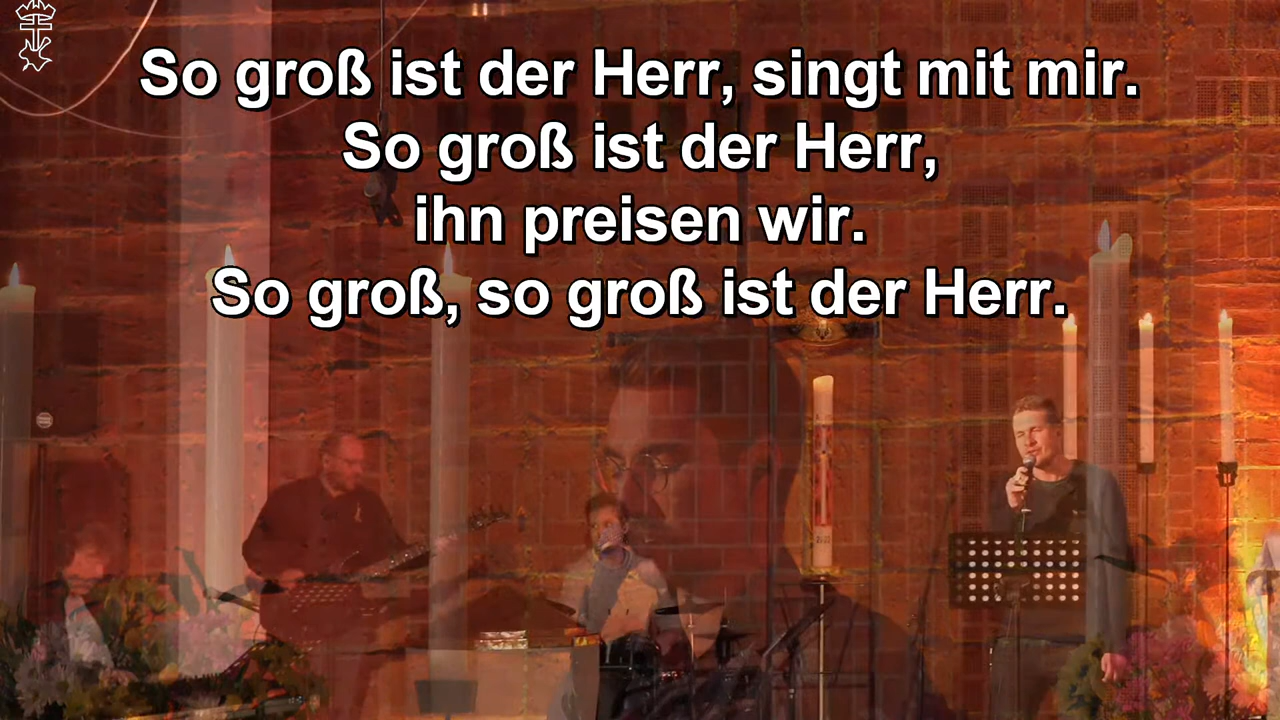 So groß ist der Herr, singt mit mir.
So groß ist der Herr,
ihn preisen wir.
So groß, so groß ist der Herr.